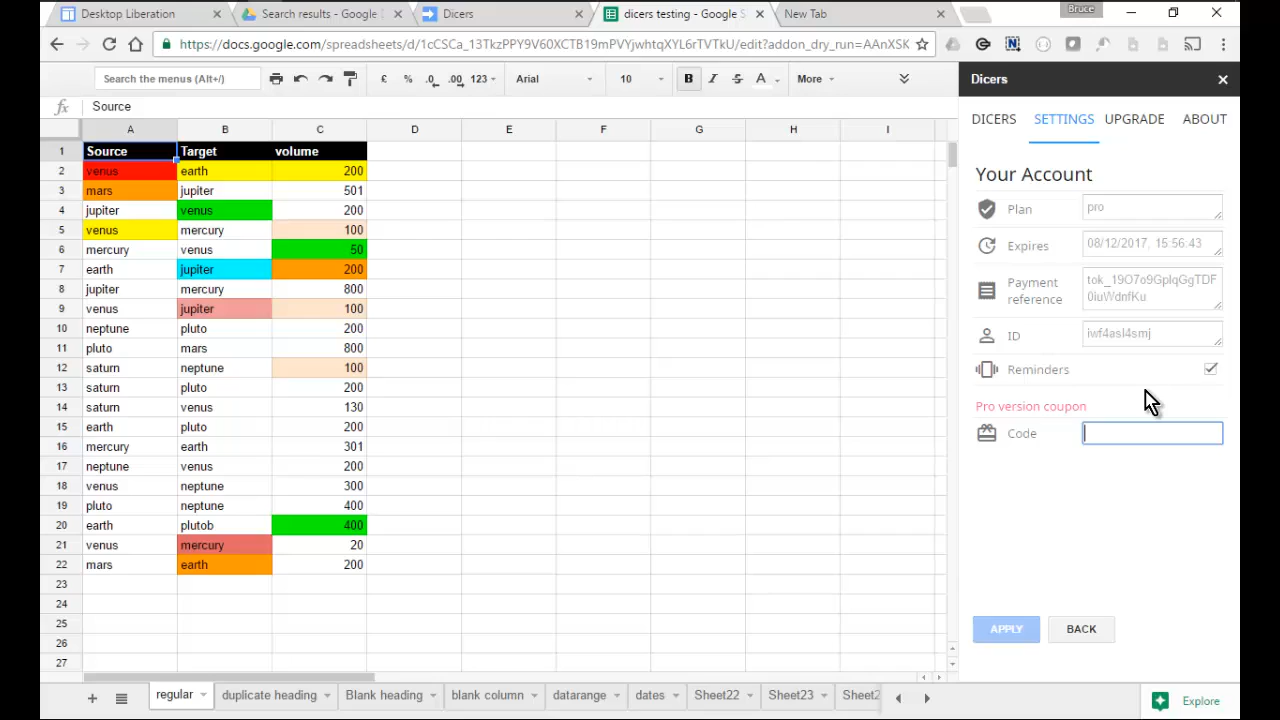 Desktop Liberation
Search results - Google
Dicers
dicers testing - Google S
New Tab
Bruce
https://docs.google.com/spreadsheets/d/1cCSCa_13TkzPPY9V60XCTB19mPVYjwhtqXYL6rTVTkU/edit?addon_dry_run=AAnXSK
Search the menus (Alt+/)
£ % .0 .00 123 Arial 10 B I S A More
Dicers
fx Source
DICERS SETTINGS UPGRADE ABOUT
A B C D E F G H I
1 Source Target volume
2 venus earth 200
3 mars jupiter 501
4 jupiter venus 200
5 venus mercury 100
6 mercury venus 50
7 earth jupiter 200
8 jupiter mercury 800
9 venus jupiter 100
10 neptune pluto 200
11 pluto mars 800
12 saturn neptune 100
13 saturn pluto 200
14 saturn venus 130
15 earth pluto 200
16 mercury earth 301
17 neptune venus 200
18 venus neptune 300
19 pluto neptune 400
20 earth plutob 400
21 venus mercury 20
22 mars earth 200
23
24
25
26
27
Your Account
Plan pro
Expires 08/12/2017, 15:56:43
Payment reference tok_19O7o9GplqGgTDF
0iuWdnfKu
ID iwf4asl4smj
Reminders
Pro version coupon
Code
APPLY BACK
regular duplicate heading Blank heading blank column datarange dates Sheet22 Sheet23 Sheet2
Explore